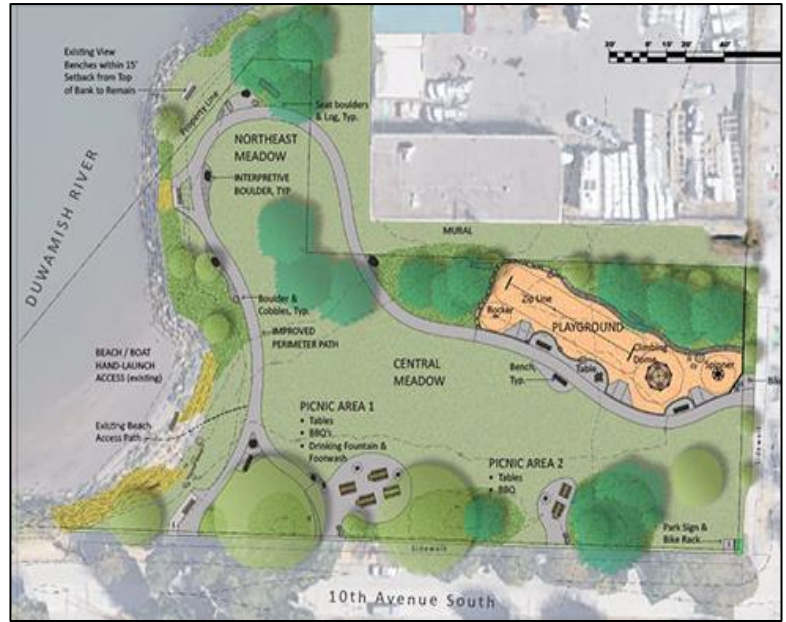 Existing View
Benches within 15'
Setback from Top
of Bank to Remain
Property Line
Seat boulders
& Log, Typ.
NORTHEAST
MEADOW
INTERPRETIVE
BOULDER, TYP.
DUWAMISH RIVER
MURAL
Zip Line
Rocker
PLAYGROUND
Boulder &
Cobbles, Typ.
IMPROVED
PERIMETER PATH
Climbing
Dome
Spinner
BEACH / BOAT
HAND-LAUNCH
ACCESS (existing)
CENTRAL
MEADOW
Bench,
Typ.
Table
Existing Beach
Access Path
PICNIC AREA 1
• Tables
• BBQ's
• Drinking Fountain &
Footwash
PICNIC AREA 2
• Tables
• BBQ
Park Sign &
Bike Rack
Sidewalk
Sidewalk
10th Avenue South